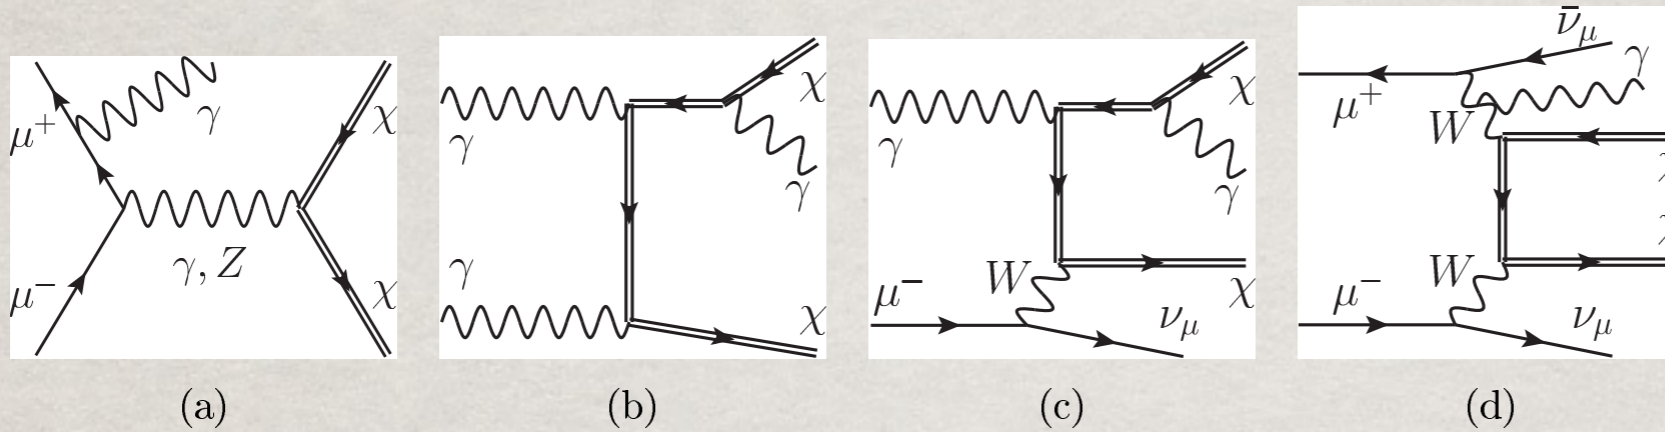 μ⁺
γ
χ
γ, Z
μ⁻
χ
(a)
γ
χ
γ
γ
χ
(b)
γ
χ
γ
W
χ
μ⁻
ν_μ
(c)
ν̄_μ
γ
μ⁺
W
W
μ⁻
ν_μ
(d)